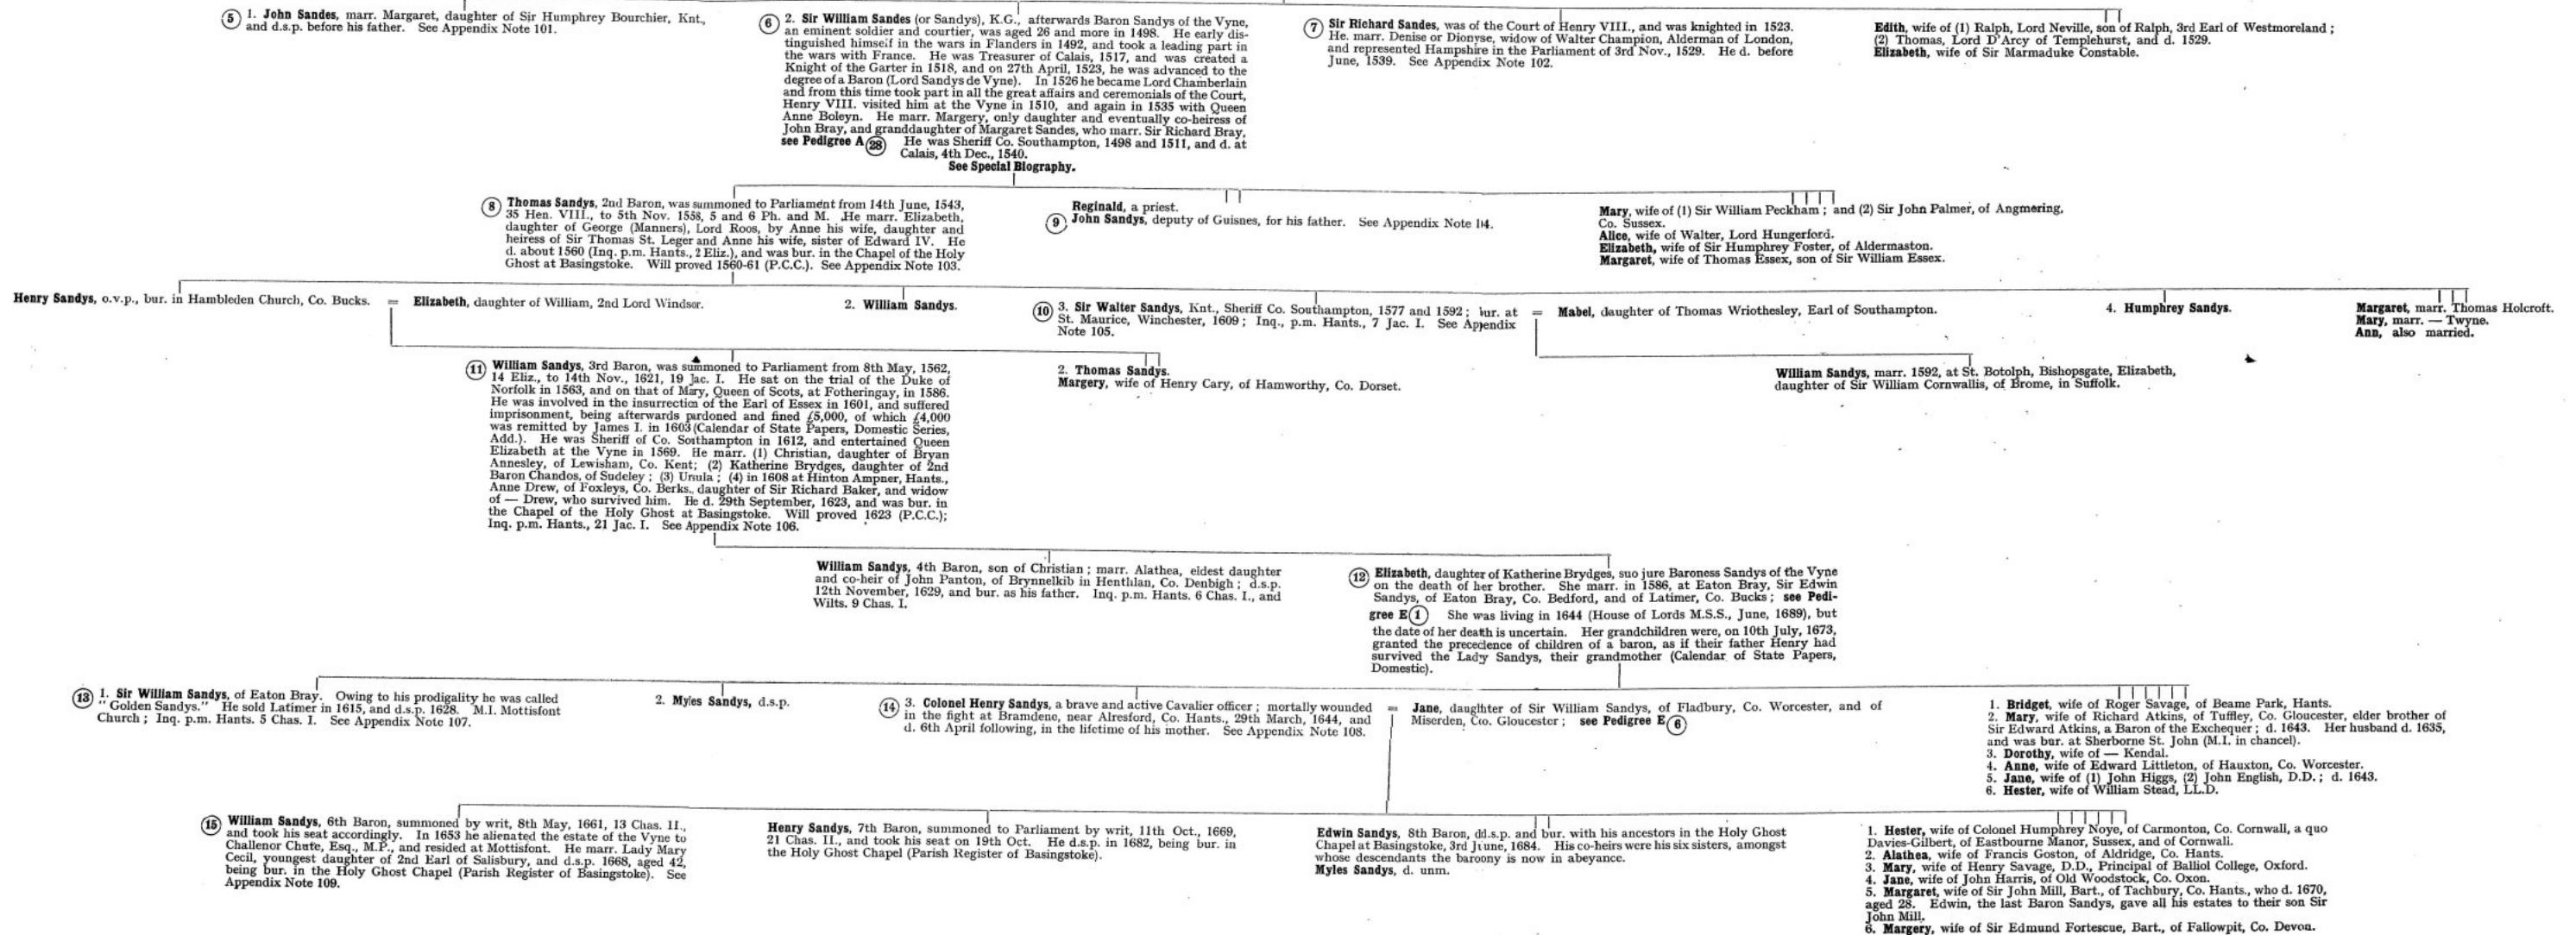 5 1. John Sandes, marr. Margaret, daughter of Sir Humphrey Bourchier, Knt.,
and d.s.p. before his father. See Appendix Note 101.
6 2. Sir William Sandes (or Sandys), K.G., afterwards Baron Sandys of the Vyne,
an eminent soldier and courtier, was aged 26 and more in 1498. He early dis-
tinguished himself in the wars in Flanders in 1492, and took a leading part in
the wars with France. He was Treasurer of Calais, 1517, and was created a
Knight of the Garter in 1518, and on 27th April, 1523, he was advanced to the
degree of a Baron (Lord Sandys de Vyne). In 1526 he became Lord Chamberlain
and from this time took part in all the great affairs and ceremonials of the Court,
Henry VIII. visited him at the Vyne in 1510, and again in 1535 with Queen
Anne Boleyn. He marr. Margery, only daughter and eventually co-heiress of
John Bray, and granddaughter of Margaret Sandes, who marr. Sir Richard Bray,
see Pedigree A 28 He was Sheriff Co. Southampton, 1498 and 1511, and d. at
Calais, 4th Dec., 1540.
See Special Biography.
7 Sir Richard Sandes, was of the Court of Henry VIII., and was knighted in 1523.
He. marr. Denise or Dionyse, widow of Walter Champion, Alderman of London,
and represented Hampshire in the Parliament of 3rd Nov., 1529. He d. before
June, 1539. See Appendix Note 102.
Edith, wife of (1) Ralph, Lord Neville, son of Ralph, 3rd Earl of Westmoreland ;
(2) Thomas, Lord D'Arcy of Templehurst, and d. 1529.
Elizabeth, wife of Sir Marmaduke Constable.
8 Thomas Sandys, 2nd Baron, was summoned to Parliament from 14th June, 1543,
35 Hen. VIII., to 5th Nov. 1558, 5 and 6 Ph. and M. He marr. Elizabeth,
daughter of George (Manners), Lord Roos, by Anne his wife, daughter and
heiress of Sir Thomas St. Leger and Anne his wife, sister of Edward IV. He
d. about 1560 (Inq. p.m. Hants., 2 Eliz.), and was bur. in the Chapel of the Holy
Ghost at Basingstoke. Will proved 1560-61 (P.C.C.). See Appendix Note 103.
Reginald, a priest.
9 John Sandys, deputy of Guisnes, for his father. See Appendix Note 104.
Mary, wife of (1) Sir William Peckham ; and (2) Sir John Palmer, of Angmering,
Co. Sussex.
Alice, wife of Walter, Lord Hungerford.
Elizabeth, wife of Sir Humphrey Foster, of Aldermaston.
Margaret, wife of Thomas Essex, son of Sir William Essex.
Henry Sandys, o.v.p., bur. in Hambleden Church, Co. Bucks. = Elizabeth, daughter of William, 2nd Lord Windsor.
2. William Sandys.
10 3. Sir Walter Sandys, Knt., Sheriff Co. Southampton, 1577 and 1592 ; bur. at
St. Maurice, Winchester, 1609 ; Inq., p.m. Hants., 7 Jac. I. See Appendix
Note 105.
= Mabel, daughter of Thomas Wriothesley, Earl of Southampton.
4. Humphrey Sandys.
Margaret, marr. Thomas Holcroft.
Mary, marr. — Twyne.
Ann, also married.
11 William Sandys, 3rd Baron, was summoned to Parliament from 8th May, 1562,
14 Eliz., to 14th Nov., 1621, 19 Jac. I. He sat on the trial of the Duke of
Norfolk in 1563, and on that of Mary, Queen of Scots, at Fotheringay, in 1586.
He was involved in the insurrection of the Earl of Essex in 1601, and suffered
imprisonment, being afterwards pardoned and fined £5,000, of which £4,000
was remitted by James I. in 1603 (Calendar of State Papers, Domestic Series,
Add.). He was Sheriff of Co. Southampton in 1612, and entertained Queen
Elizabeth at the Vyne in 1569. He marr. (1) Christian, daughter of Bryan
Annesley, of Lewisham, Co. Kent; (2) Katherine Brydges, daughter of 2nd
Baron Chandos, of Sudeley ; (3) Ursula ; (4) in 1608 at Hinton Ampner, Hants.,
Anne Drew, of Foxleys, Co. Berks., daughter of Sir Richard Baker, and widow
of — Drew, who survived him. He d. 29th September, 1623, and was bur. in
the Chapel of the Holy Ghost at Basingstoke. Will proved 1623 (P.C.C.);
Inq. p.m. Hants., 21 Jac. I. See Appendix Note 106.
2. Thomas Sandys.
Margery, wife of Henry Cary, of Hamworthy, Co. Dorset.
William Sandys, marr. 1592, at St. Botolph, Bishopsgate, Elizabeth,
daughter of Sir William Cornwallis, of Brome, in Suffolk.
William Sandys, 4th Baron, son of Christian ; marr. Alathea, eldest daughter
and co-heir of John Panton, of Brynnelkib in Henthlan, Co. Denbigh ; d.s.p.
12th November, 1629, and bur. as his father. Inq. p.m. Hants. 6 Chas. I., and
Wilts. 9 Chas. I.
12 Elizabeth, daughter of Katherine Brydges, suo jure Baroness Sandys of the Vyne
on the death of her brother. She marr. in 1586, at Eaton Bray, Sir Edwin
Sandys, of Eaton Bray, Co. Bedford, and of Latimer, Co. Bucks ; see Pedi-
gree E 1 She was living in 1644 (House of Lords M.S.S., June, 1689), but
the date of her death is uncertain. Her grandchildren were, on 10th July, 1673,
granted the precedence of children of a baron, as if their father Henry had
survived the Lady Sandys, their grandmother (Calendar of State Papers,
Domestic).
13 1. Sir William Sandys, of Eaton Bray. Owing to his prodigality he was called
" Golden Sandys." He sold Latimer in 1615, and d.s.p. 1628. M.I. Mottisfont
Church ; Inq. p.m. Hants. 5 Chas. I. See Appendix Note 107.
2. Myles Sandys, d.s.p.
14 3. Colonel Henry Sandys, a brave and active Cavalier officer ; mortally wounded
in the fight at Bramdene, near Alresford, Co. Hants., 29th March, 1644, and
d. 6th April following, in the lifetime of his mother. See Appendix Note 108.
= Jane, daughter of Sir William Sandys, of Fladbury, Co. Worcester, and of
Miserden, Co. Gloucester ; see Pedigree E 6
1. Bridget, wife of Roger Savage, of Beame Park, Hants.
2. Mary, wife of Richard Atkins, of Tuffley, Co. Gloucester, elder brother of
Sir Edward Atkins, a Baron of the Exchequer ; d. 1643. Her husband d. 1635,
and was bur. at Sherborne St. John (M.I. in chancel).
3. Dorothy, wife of — Kendal.
4. Anne, wife of Edward Littleton, of Hauxton, Co. Worcester.
5. Jane, wife of (1) John Higgs, (2) John English, D.D. ; d. 1643.
6. Hester, wife of William Stead, LL.D.
15 William Sandys, 6th Baron, summoned by writ, 8th May, 1661, 13 Chas. II.,
and took his seat accordingly. In 1653 he alienated the estate of the Vyne to
Challenor Chute, Esq., M.P., and resided at Mottisfont. He marr. Lady Mary
Cecil, youngest daughter of 2nd Earl of Salisbury, and d.s.p. 1668, aged 42,
being bur. in the Holy Ghost Chapel (Parish Register of Basingstoke). See
Appendix Note 109.
Henry Sandys, 7th Baron, summoned to Parliament by writ, 11th Oct., 1669,
21 Chas. II., and took his seat on 19th Oct. He d.s.p. in 1682, being bur. in
the Holy Ghost Chapel (Parish Register of Basingstoke).
Edwin Sandys, 8th Baron, dd.s.p. and bur. with his ancestors in the Holy Ghost
Chapel at Basingstoke, 3rd June, 1684. His co-heirs were his six sisters, amongst
whose descendants the baroony is now in abeyance.
Myles Sandys, d. unm.
1. Hester, wife of Colonel Humphrey Noye, of Carmonton, Co. Cornwall, a quo
Davies-Gilbert, of Eastbourne Manor, Sussex, and of Cornwall.
2. Alathea, wife of Francis Goston, of Aldridge, Co. Hants.
3. Mary, wife of Henry Savage, D.D., Principal of Balliol College, Oxford.
4. Jane, wife of John Harris, of Old Woodstock, Co. Oxon.
5. Margaret, wife of Sir John Mill, Bart., of Tachbury, Co. Hants., who d. 1670,
aged 28. Edwin, the last Baron Sandys, gave all his estates to their son Sir
John Mill.
6. Margery, wife of Sir Edmund Fortescue, Bart., of Fallowpit, Co. Devon.